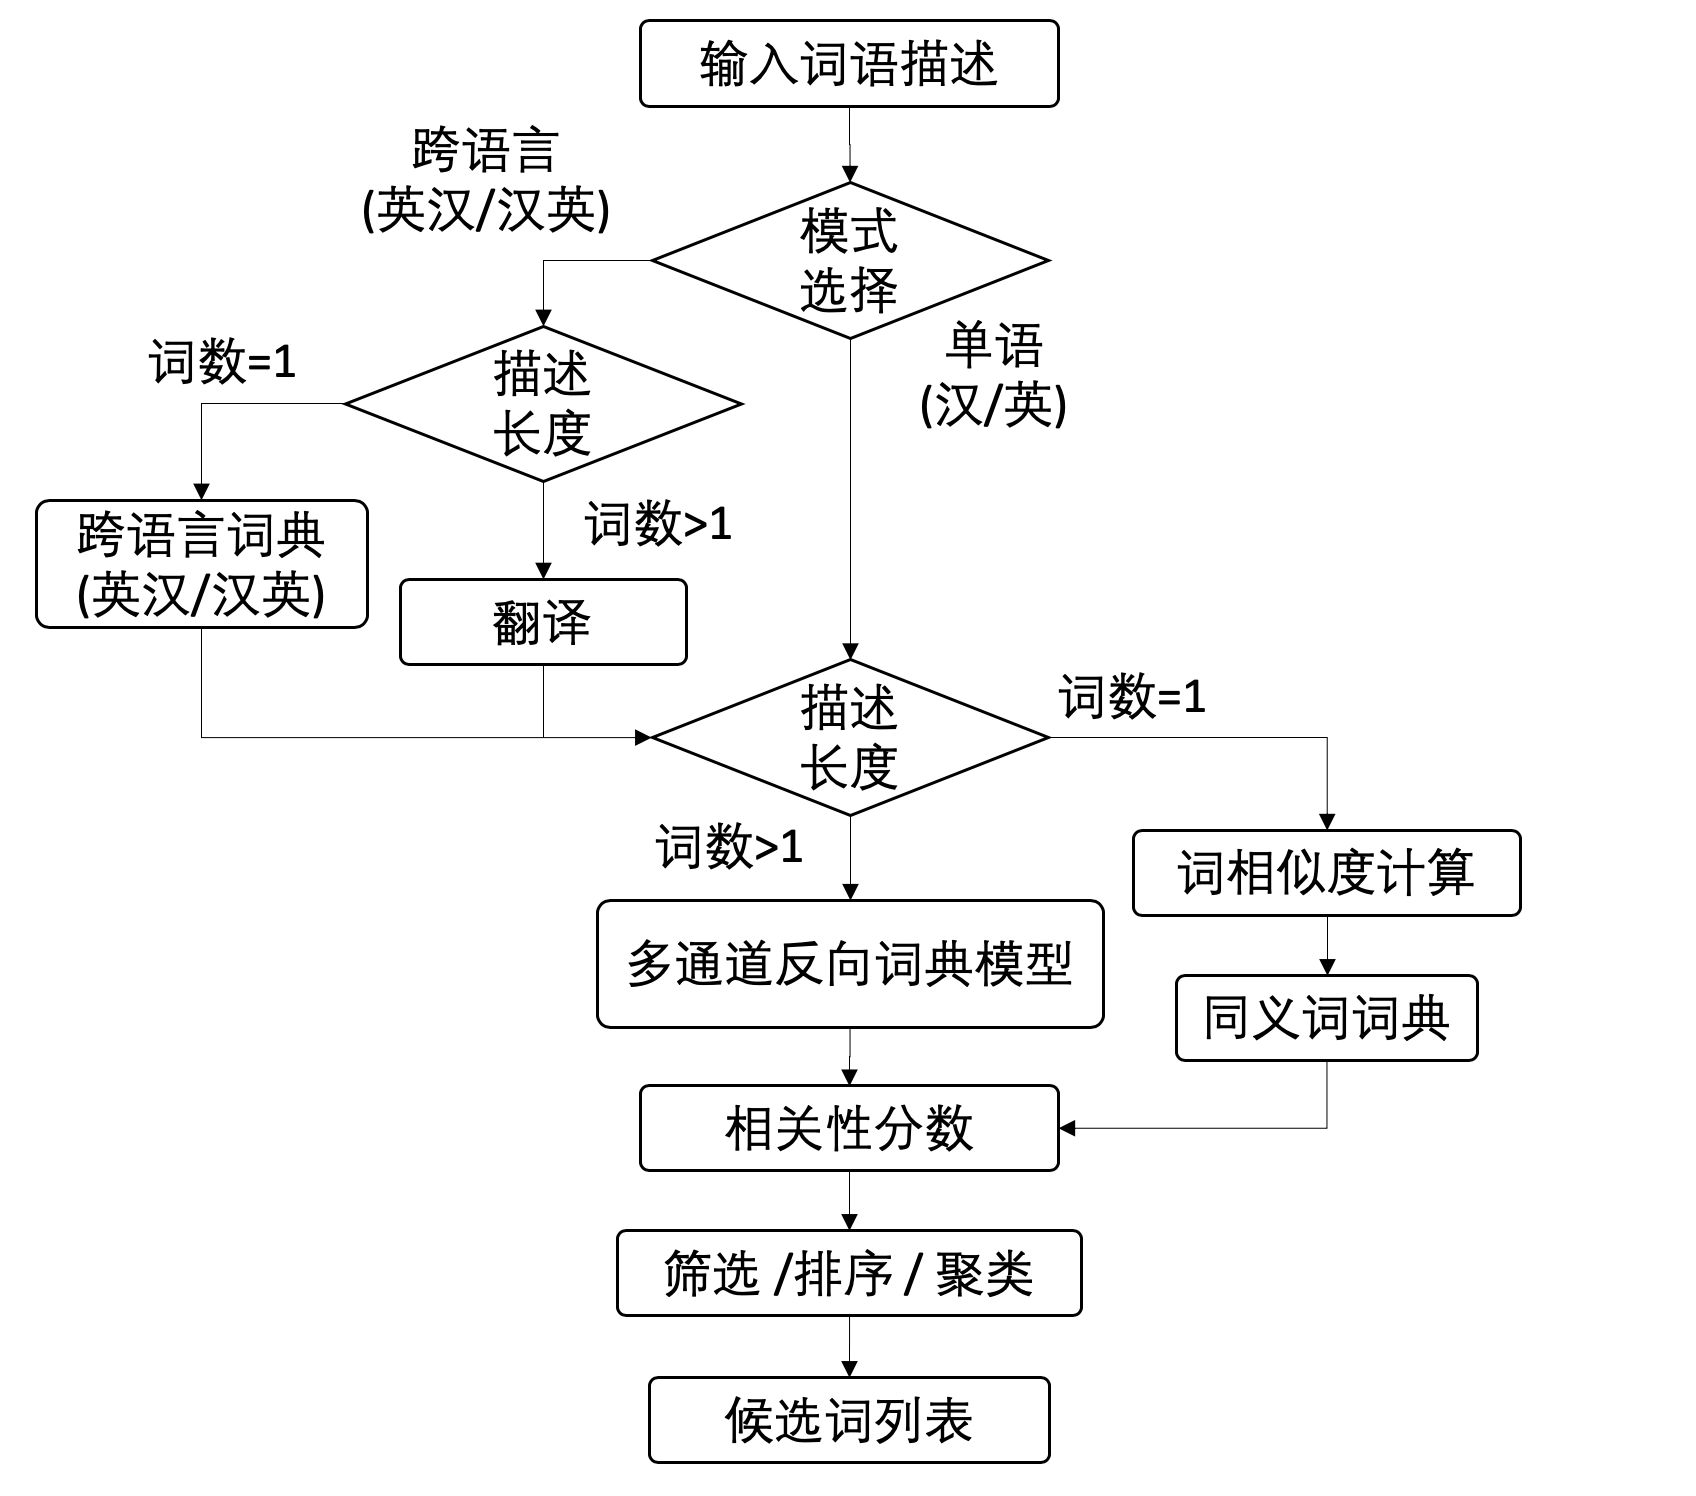 输入词语描述
跨语言
(英汉/汉英)
模式
选择
单语
(汉/英)
词数=1
描述
长度
跨语言词典
(英汉/汉英)
词数>1
翻译
描述
长度
词数=1
词数>1
词相似度计算
多通道反向词典模型
同义词词典
相关性分数
筛选 /排序 / 聚类
候选词列表